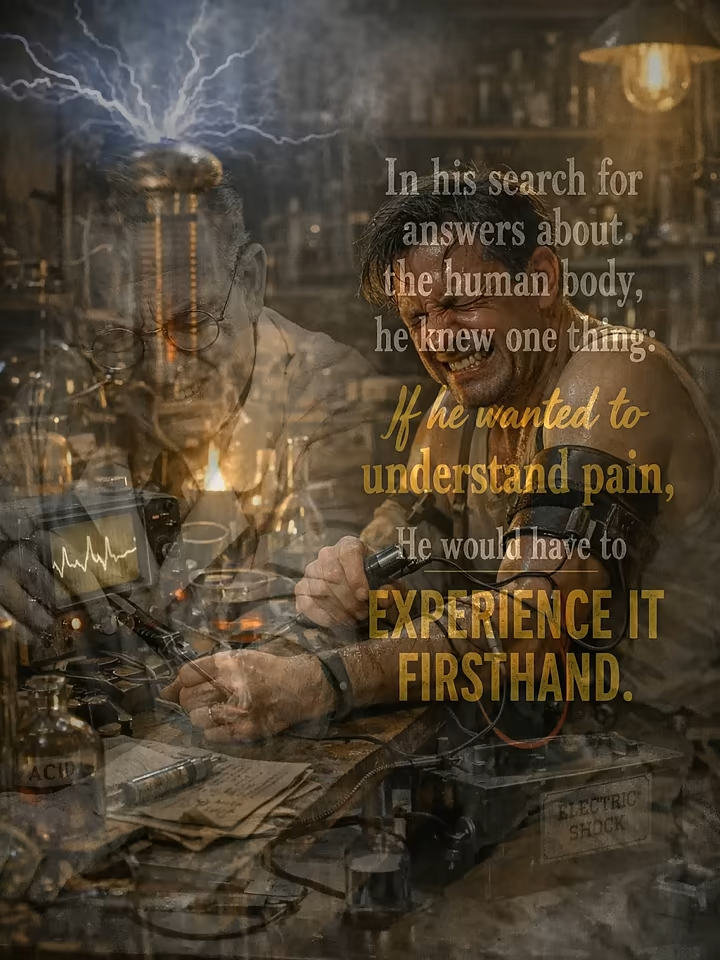 In his search for
answers about
the human body,
he knew one thing:
If he wanted to
understand pain,
He would have to
EXPERIENCE IT
FIRSTHAND.
ACID
ELECTRIC
SHOCK